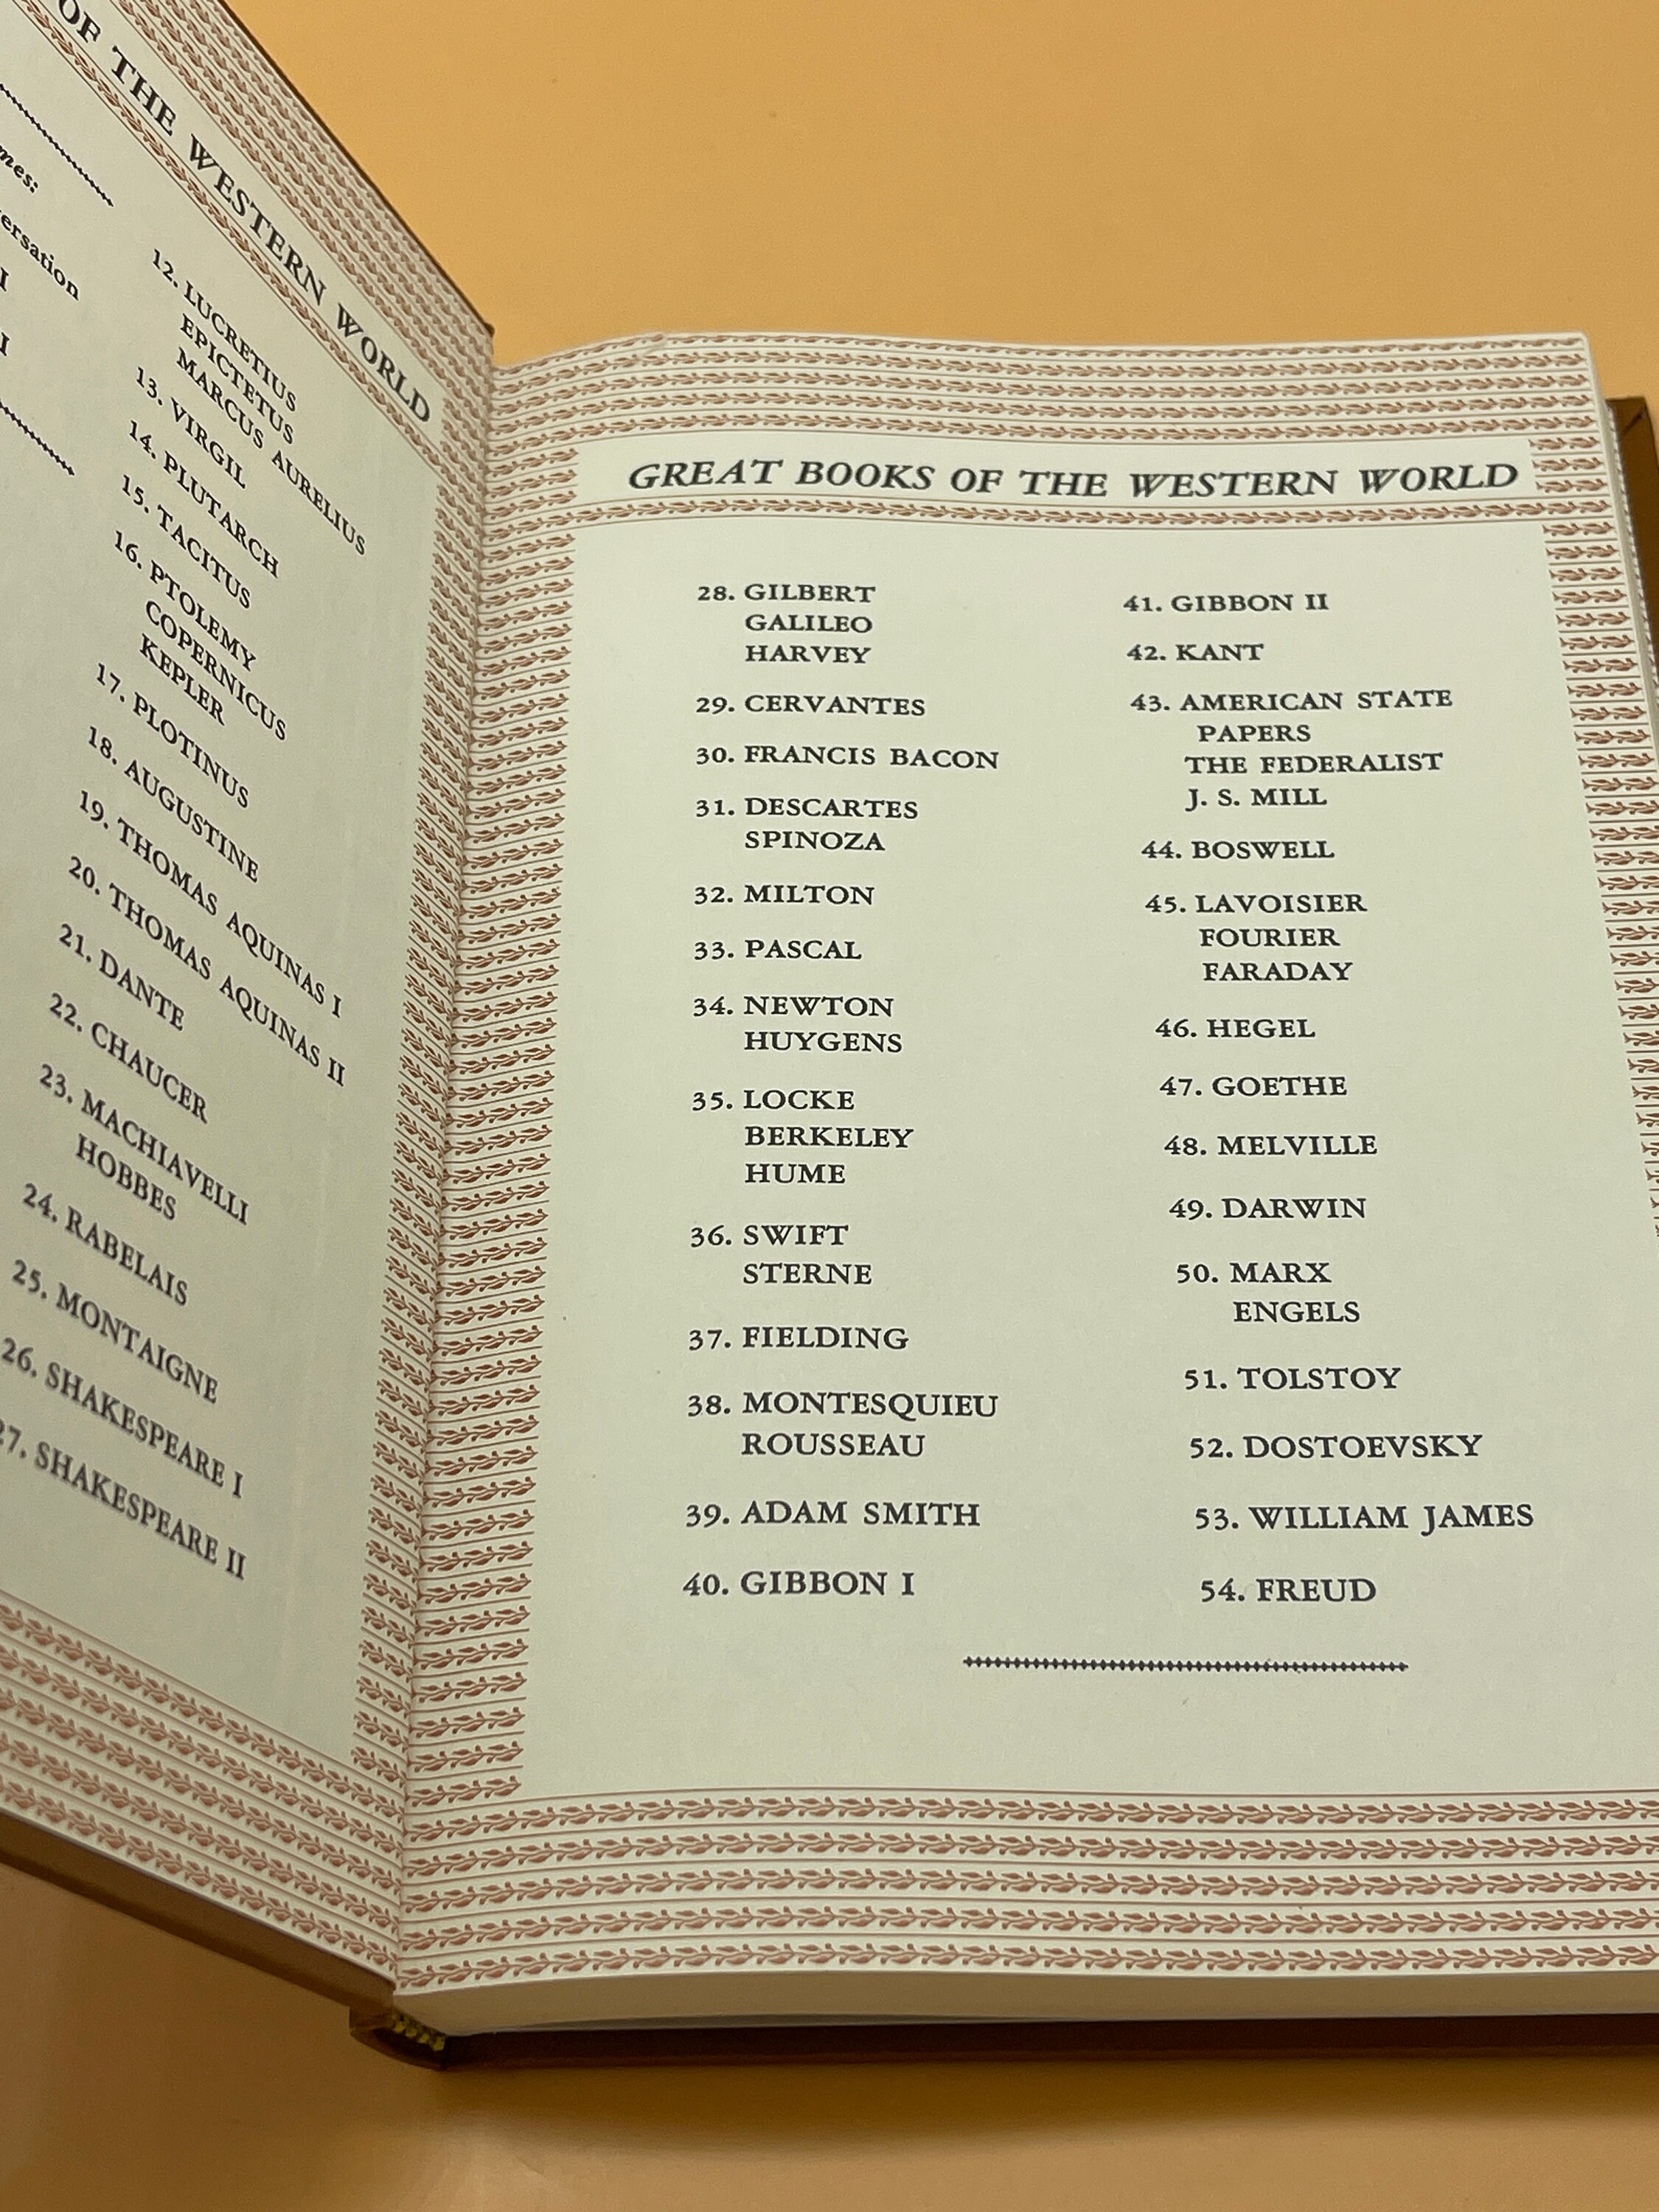 OF THE WESTERN WORLD
I
I
12. LUCRETIUS
EPICTETUS
MARCUS AURELIUS
13. VIRGIL
14. PLUTARCH
15. TACITUS
16. PTOLEMY
COPERNICUS
KEPLER
17. PLOTINUS
18. AUGUSTINE
19. THOMAS AQUINAS I
20. THOMAS AQUINAS II
21. DANTE
22. CHAUCER
23. MACHIAVELLI
HOBBES
24. RABELAIS
25. MONTAIGNE
26. SHAKESPEARE I
27. SHAKESPEARE II
GREAT BOOKS OF THE WESTERN WORLD
28. GILBERT
GALILEO
HARVEY
29. CERVANTES
30. FRANCIS BACON
31. DESCARTES
SPINOZA
32. MILTON
33. PASCAL
34. NEWTON
HUYGENS
35. LOCKE
BERKELEY
HUME
36. SWIFT
STERNE
37. FIELDING
38. MONTESQUIEU
ROUSSEAU
39. ADAM SMITH
40. GIBBON I
41. GIBBON II
42. KANT
43. AMERICAN STATE
PAPERS
THE FEDERALIST
J. S. MILL
44. BOSWELL
45. LAVOISIER
FOURIER
FARADAY
46. HEGEL
47. GOETHE
48. MELVILLE
49. DARWIN
50. MARX
ENGELS
51. TOLSTOY
52. DOSTOEVSKY
53. WILLIAM JAMES
54. FREUD